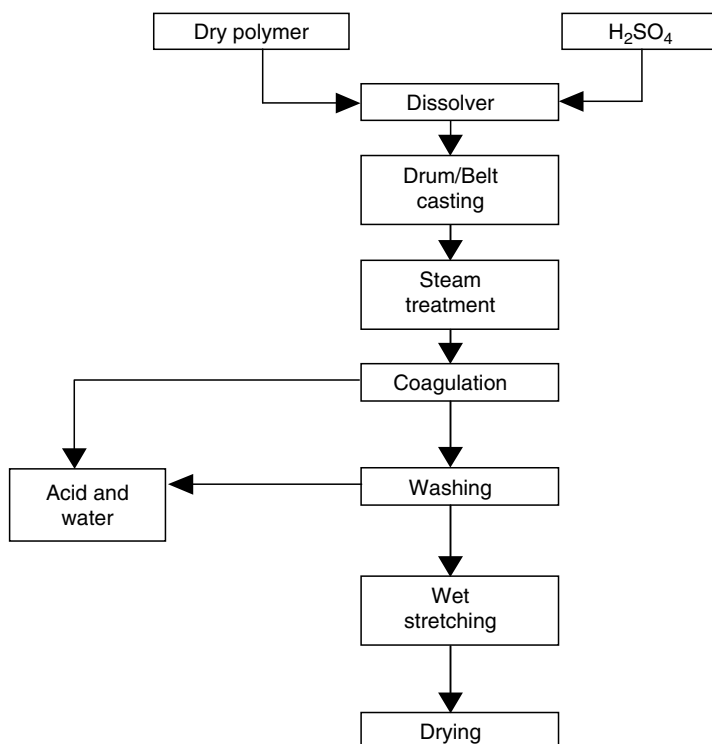 Dry polymer
H₂SO₄
Dissolver
Drum/Belt
casting
Steam
treatment
Coagulation
Acid and
water
Washing
Wet
stretching
Drying